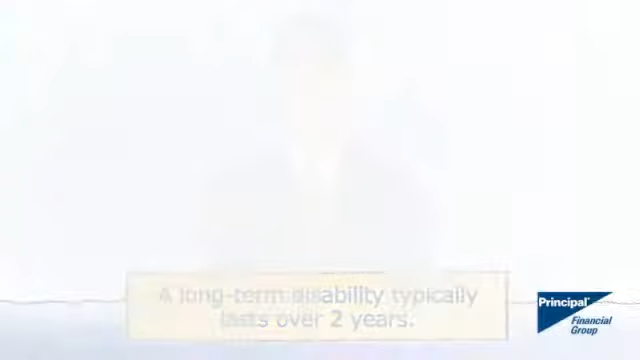 A long-term disability typically
lasts over 2 years.
Principal
Financial
Group